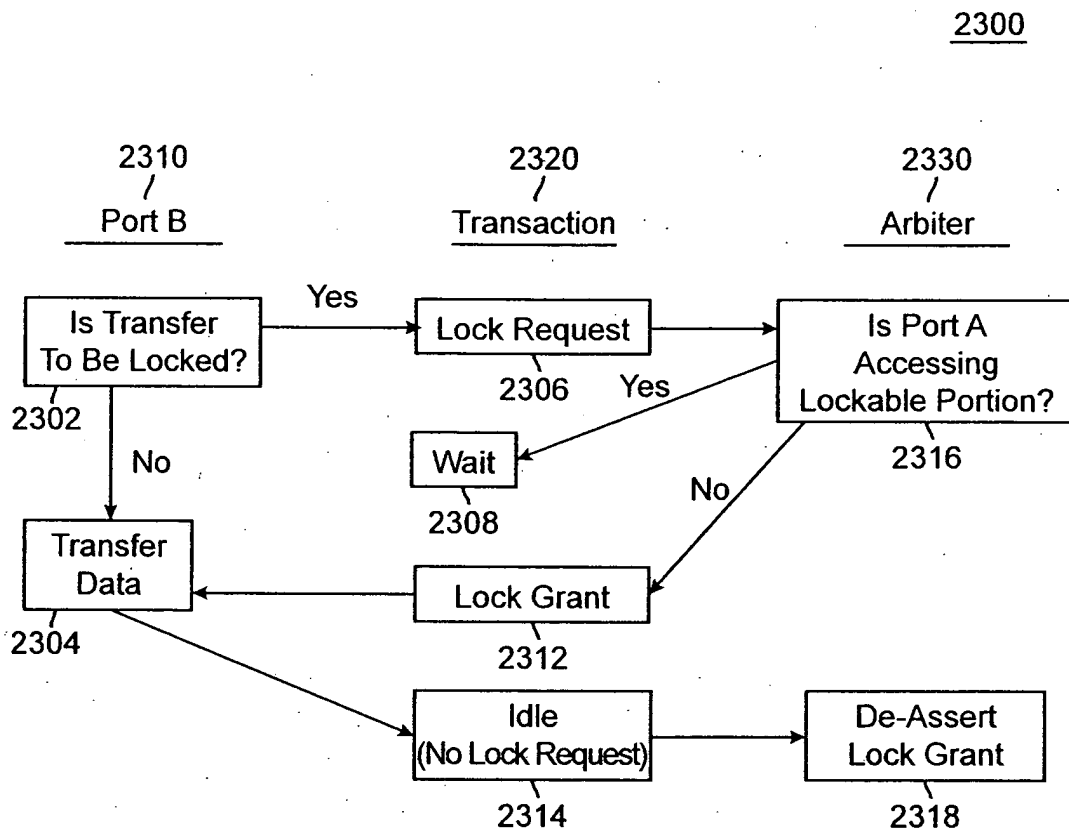 2300
2310
2320
2330
Port B
Transaction
Arbiter
Is Transfer
To Be Locked?
2302
Yes
Lock Request
2306
Is Port A
Accessing
Lockable Portion?
2316
Yes
Wait
2308
No
No
Transfer
Data
2304
Lock Grant
2312
Idle
(No Lock Request)
2314
De-Assert
Lock Grant
2318